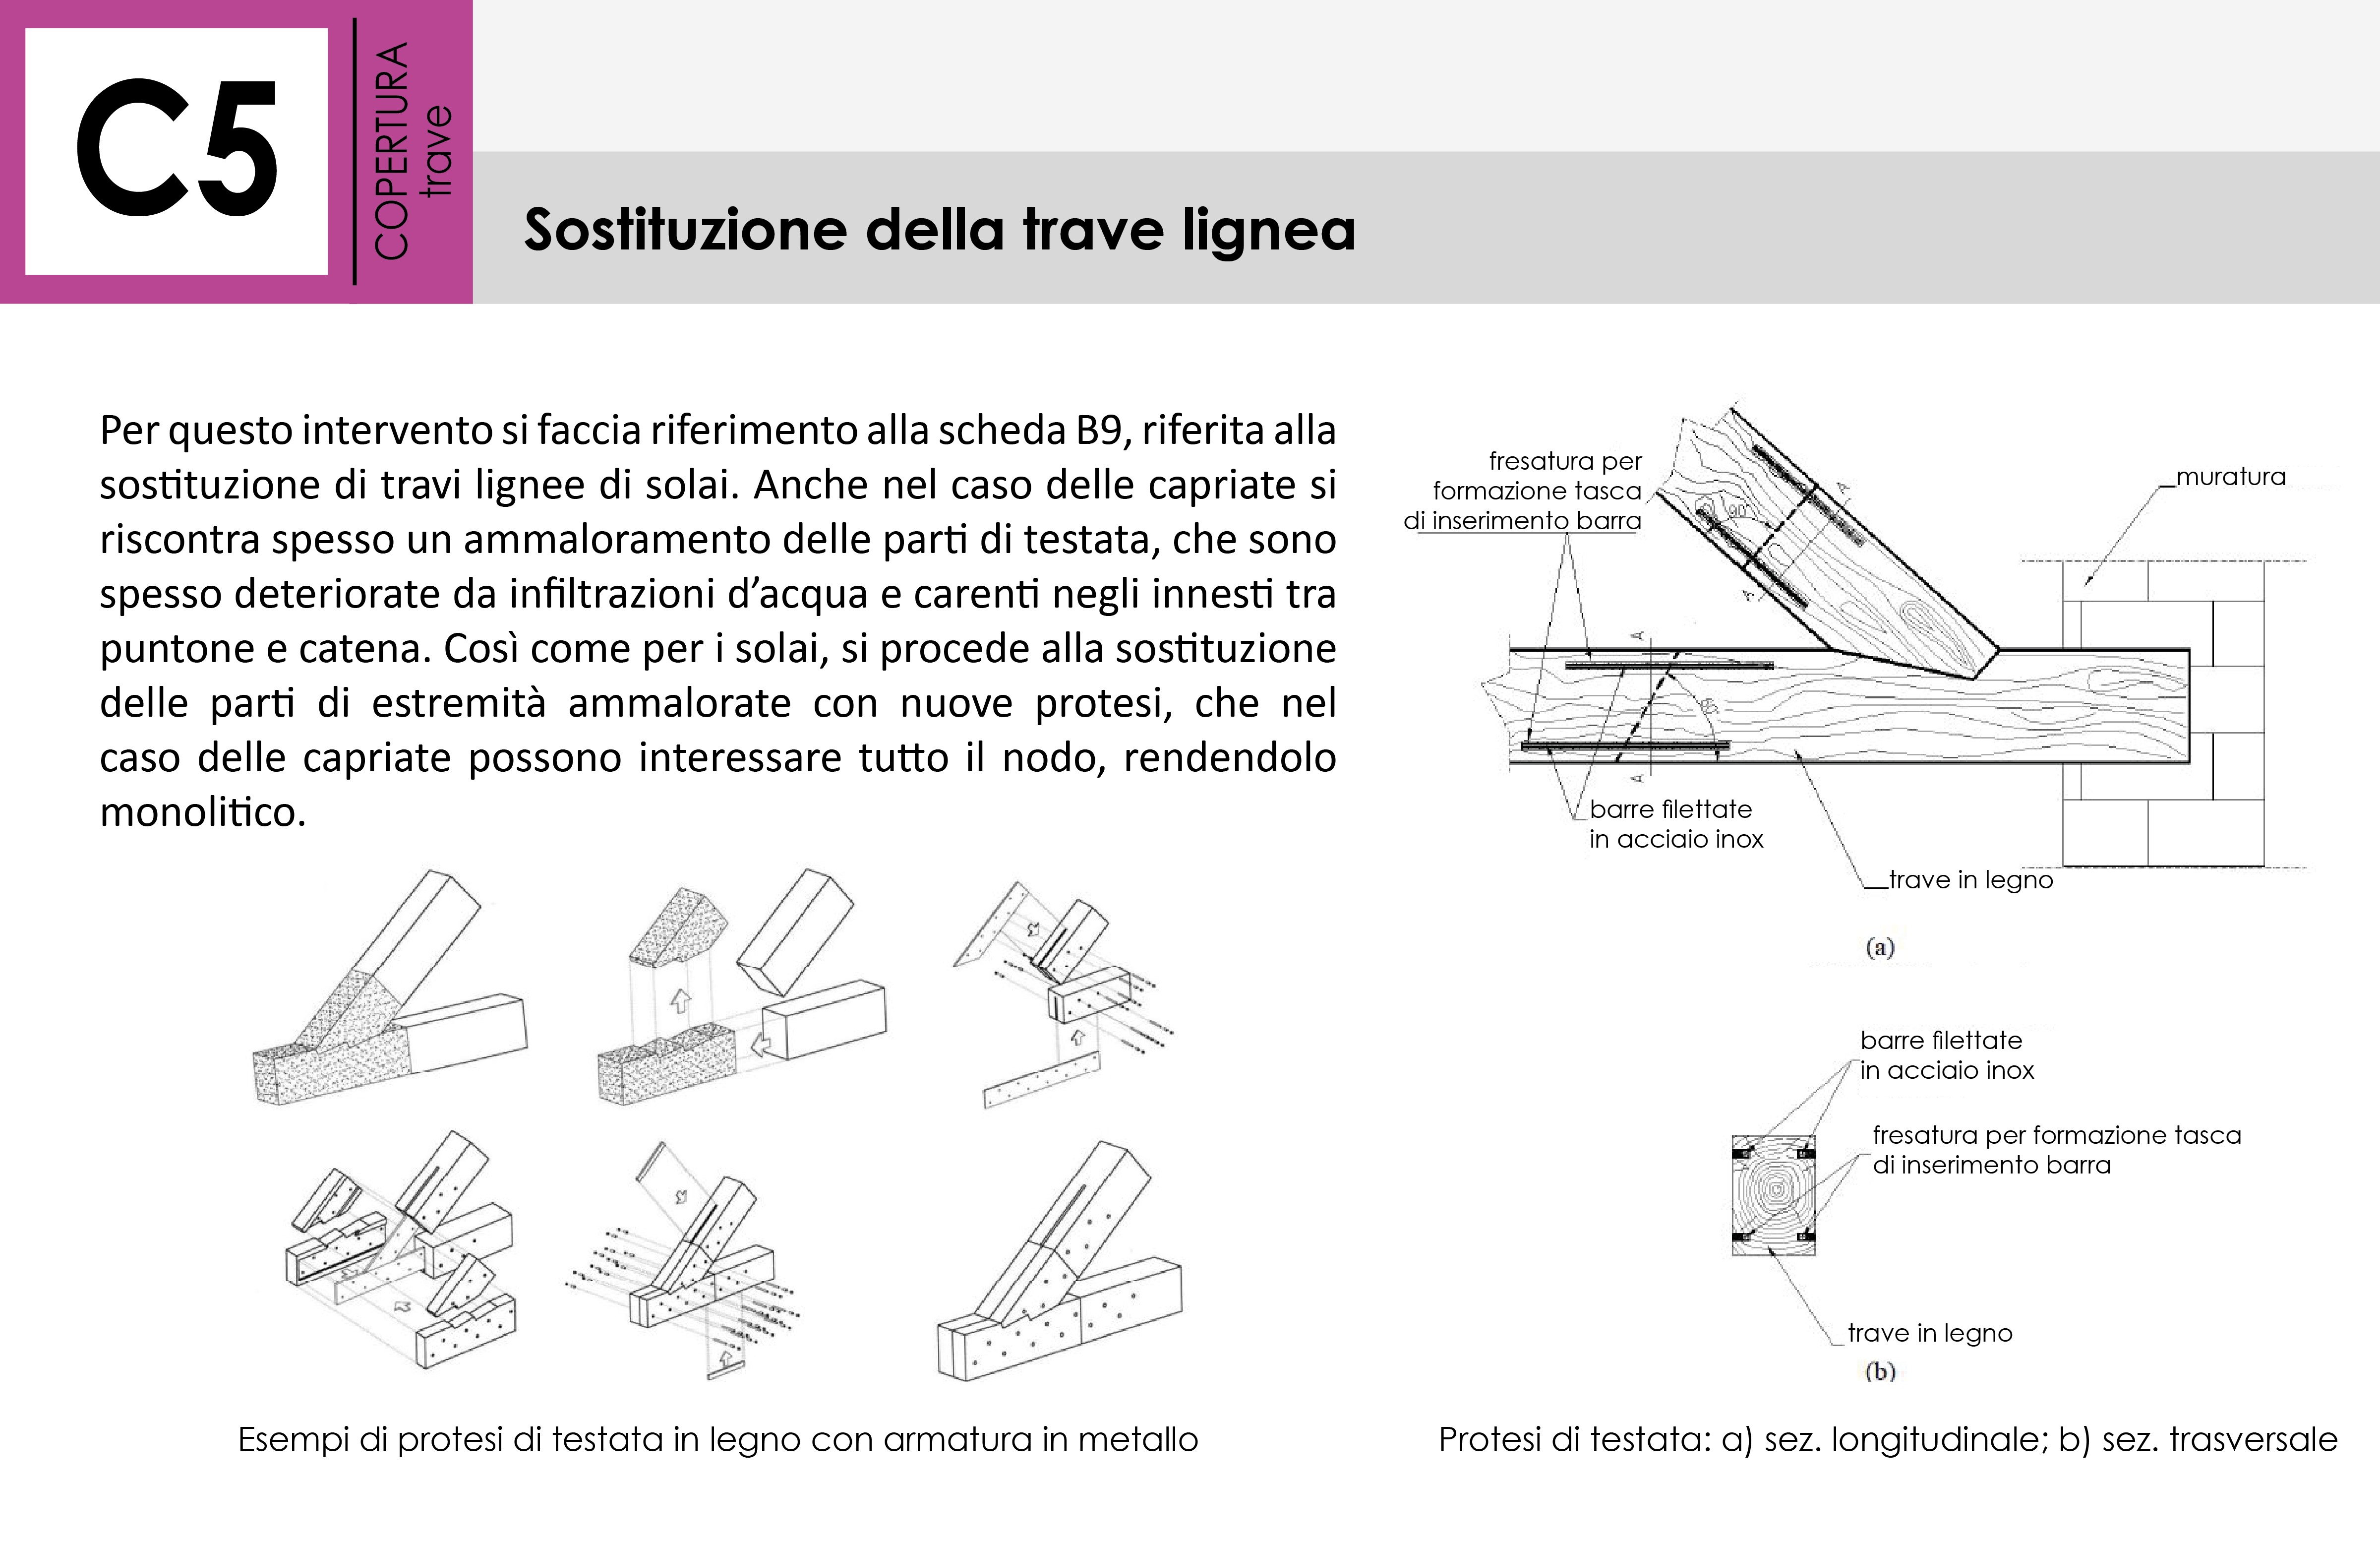 C5
COPERTURA
trave
Sostituzione della trave lignea
Per questo intervento si faccia riferimento alla scheda B9, riferita alla
sostituzione di travi lignee di solai. Anche nel caso delle capriate si
riscontra spesso un ammaloramento delle parti di testata, che sono
spesso deteriorate da infiltrazioni d’acqua e carenti negli innesti tra
puntone e catena. Così come per i solai, si procede alla sostituzione
delle parti di estremità ammalorate con nuove protesi, che nel
caso delle capriate possono interessare tutto il nodo, rendendolo
monolitico.
Esempi di protesi di testata in legno con armatura in metallo
fresatura per
formazione tasca
di inserimento barra
muratura
A
90°
A
A
A
barre filettate
in acciaio inox
trave in legno
(a)
barre filettate
in acciaio inox
fresatura per formazione tasca
di inserimento barra
trave in legno
(b)
Protesi di testata: a) sez. longitudinale; b) sez. trasversale